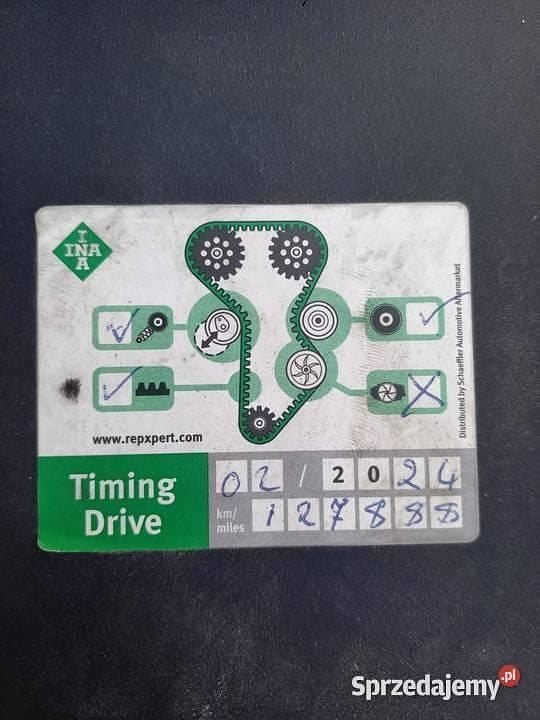 I
INA
A
Distributed by Schaeffler Automotive Aftermarket
www.repxpert.com
Timing
Drive
02 / 2024
km/
miles
127888
Sprzedajemy.pl